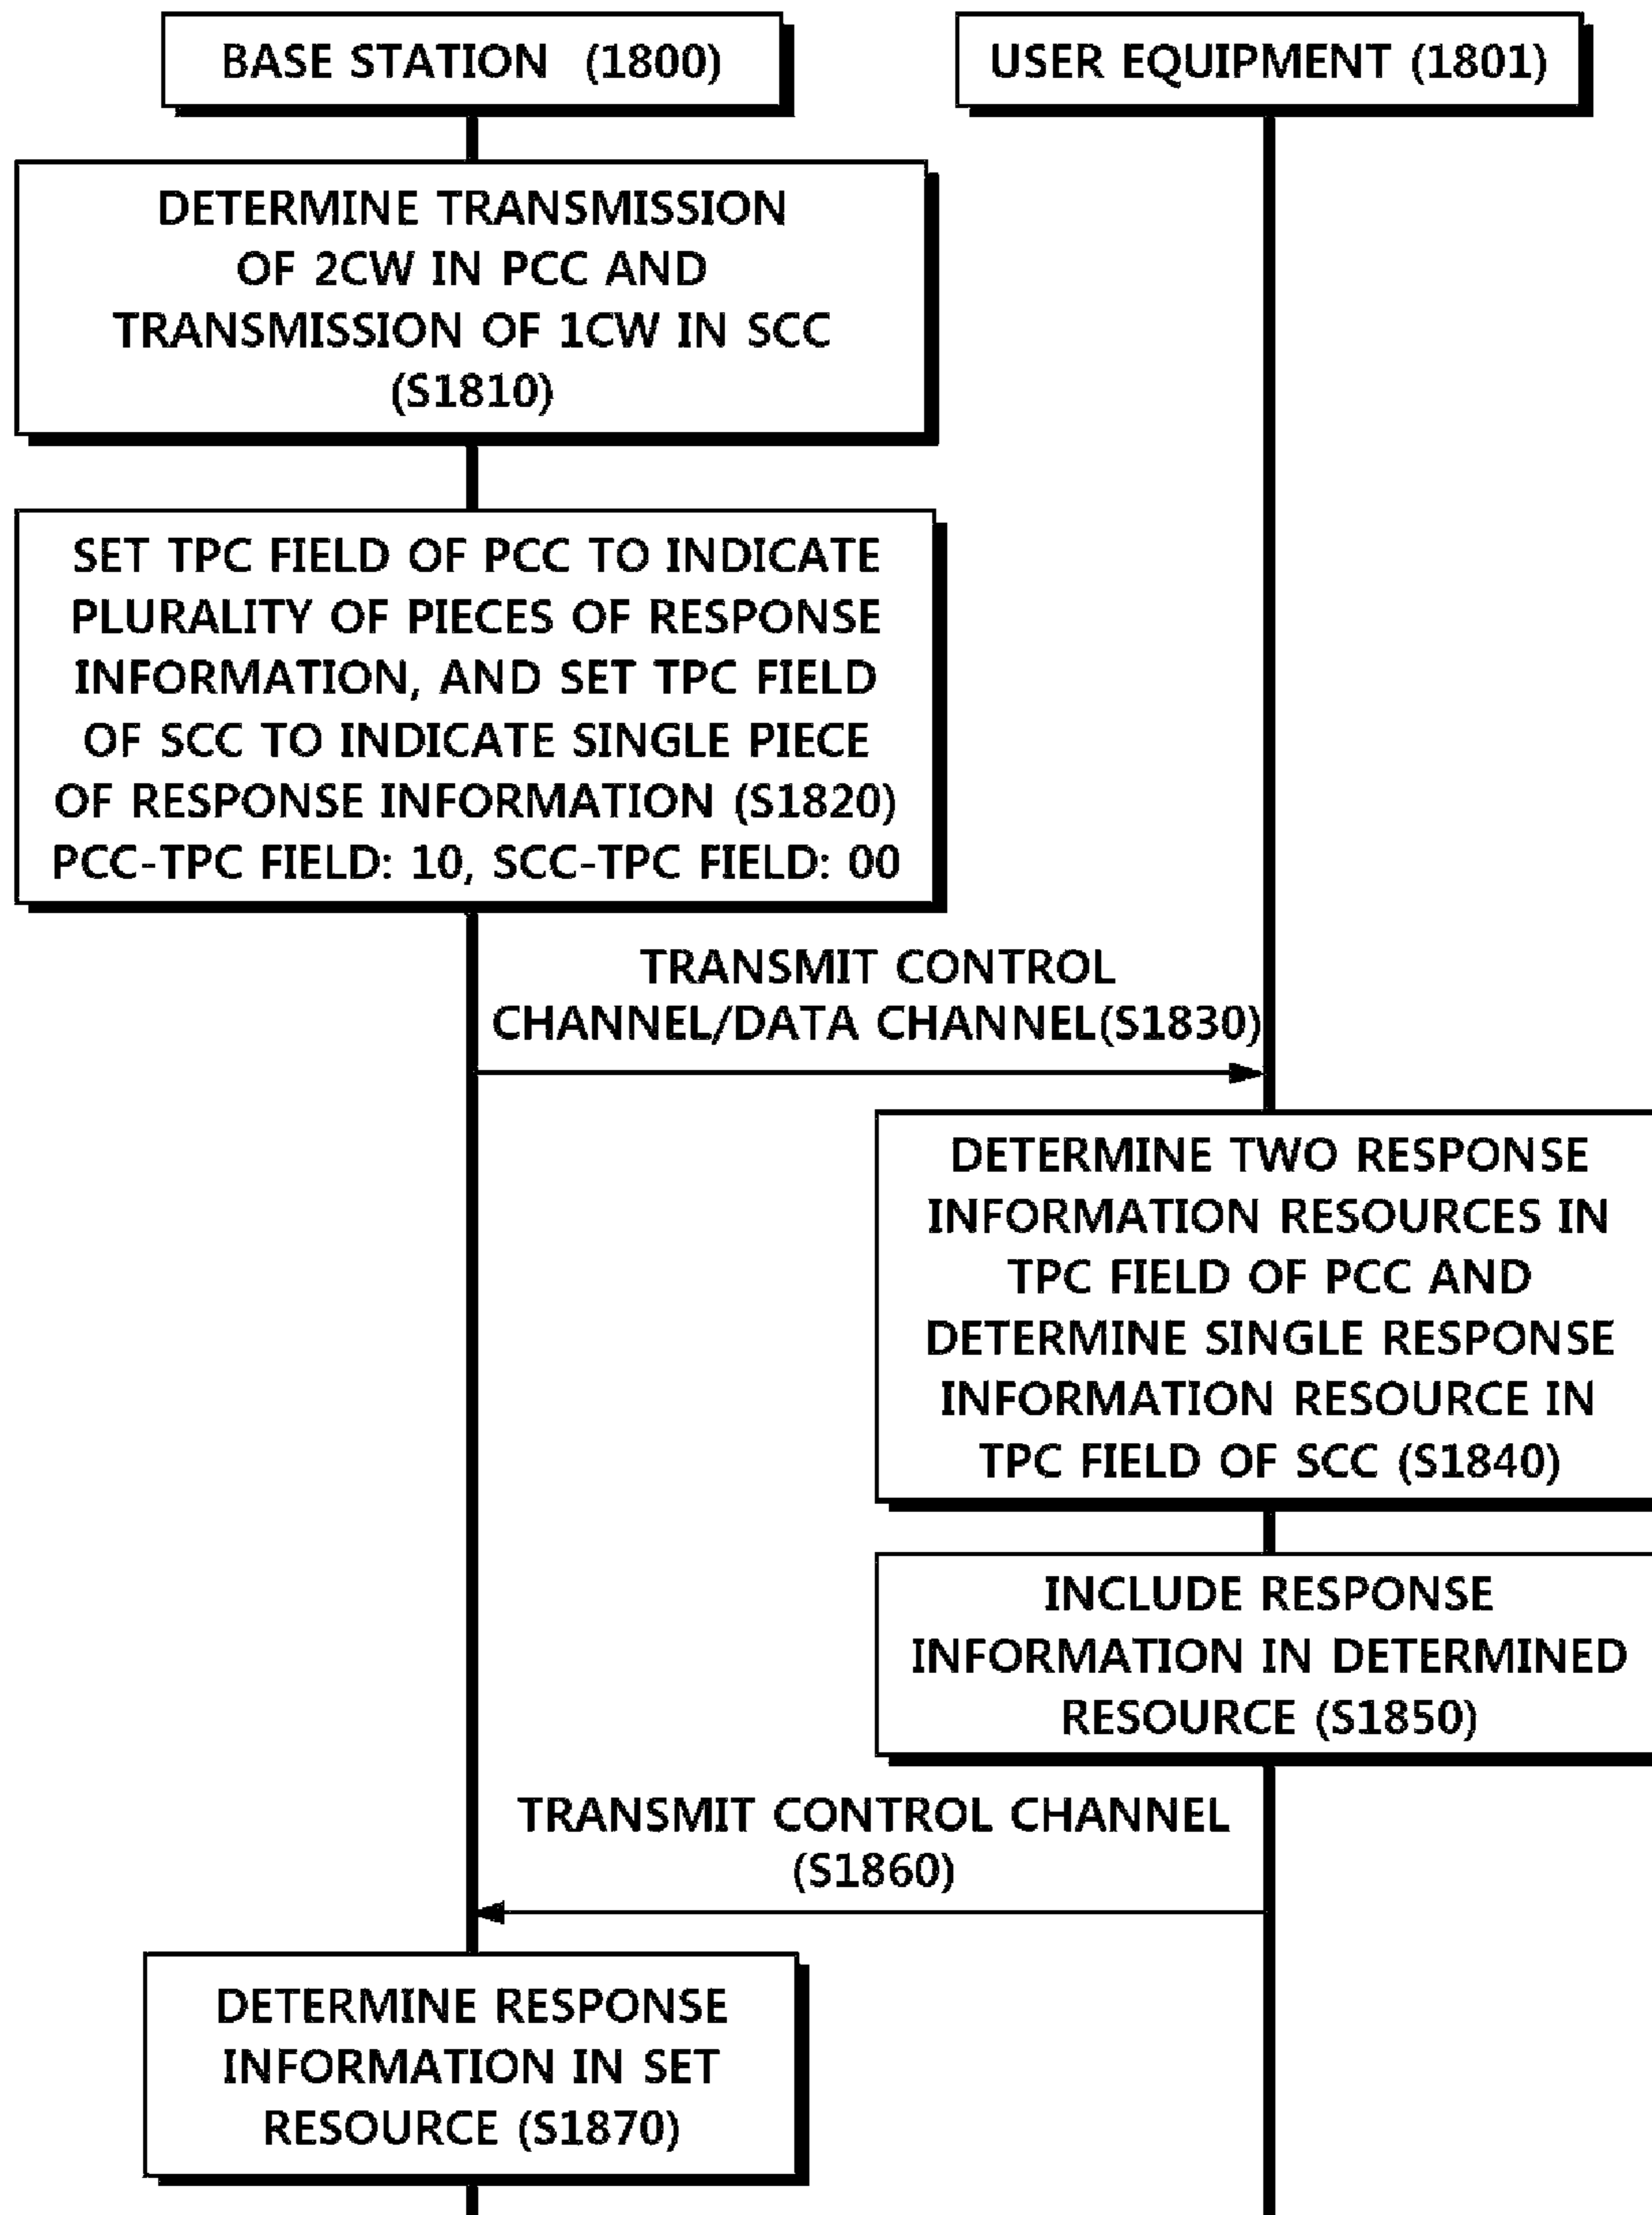 BASE STATION (1800)
USER EQUIPMENT (1801)
DETERMINE TRANSMISSION
OF 2CW IN PCC AND
TRANSMISSION OF 1CW IN SCC
(S1810)
SET TPC FIELD OF PCC TO INDICATE
PLURALITY OF PIECES OF RESPONSE
INFORMATION, AND SET TPC FIELD
OF SCC TO INDICATE SINGLE PIECE
OF RESPONSE INFORMATION (S1820)
PCC-TPC FIELD: 10, SCC-TPC FIELD: 00
TRANSMIT CONTROL
CHANNEL/DATA CHANNEL(S1830)
DETERMINE TWO RESPONSE
INFORMATION RESOURCES IN
TPC FIELD OF PCC AND
DETERMINE SINGLE RESPONSE
INFORMATION RESOURCE IN
TPC FIELD OF SCC (S1840)
INCLUDE RESPONSE
INFORMATION IN DETERMINED
RESOURCE (S1850)
TRANSMIT CONTROL CHANNEL
(S1860)
DETERMINE RESPONSE
INFORMATION IN SET
RESOURCE (S1870)